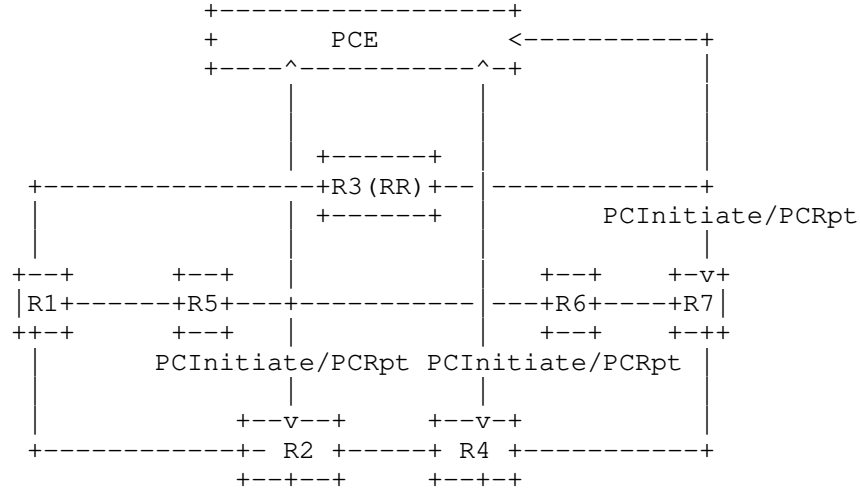 PCE
R3(RR)
PCInitiate/PCRpt
R1 R5 R6 R7
PCInitiate/PCRpt PCInitiate/PCRpt
R2 R4